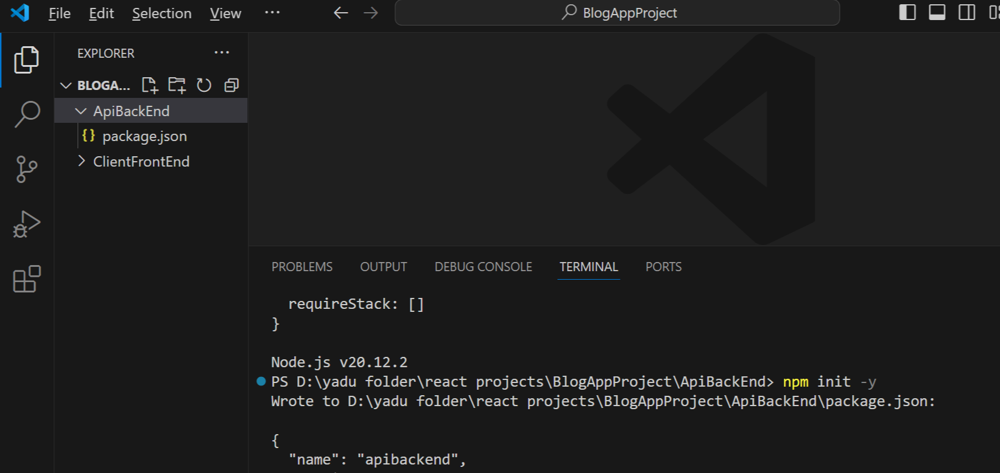 File Edit Selection View ··· BlogAppProject
EXPLORER ···
BLOGA...
ApiBackEnd
{} package.json
ClientFrontEnd
PROBLEMS OUTPUT DEBUG CONSOLE TERMINAL PORTS
requireStack: []
}
Node.js v20.12.2
PS D:\yadu folder\react projects\BlogAppProject\ApiBackEnd> npm init -y
Wrote to D:\yadu folder\react projects\BlogAppProject\ApiBackEnd\package.json:
{
"name": "apibackend",